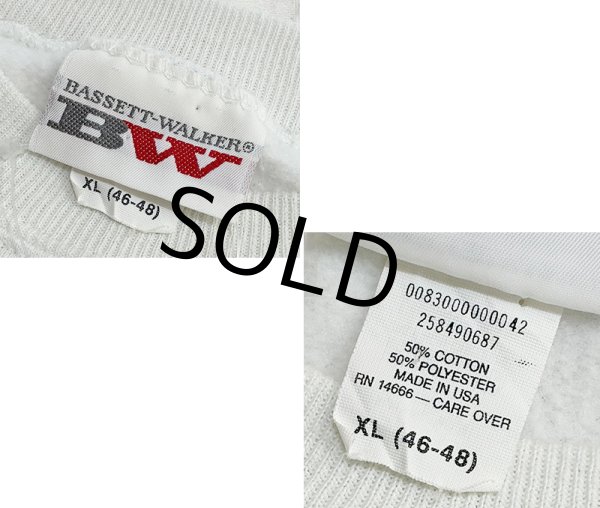 BASSETT-WALKER®
BW
XL (46-48)
SOLD
0083000000042
258490687
50% COTTON
50% POLYESTER
MADE IN USA
RN 14666—CARE OVER
XL (46-48)